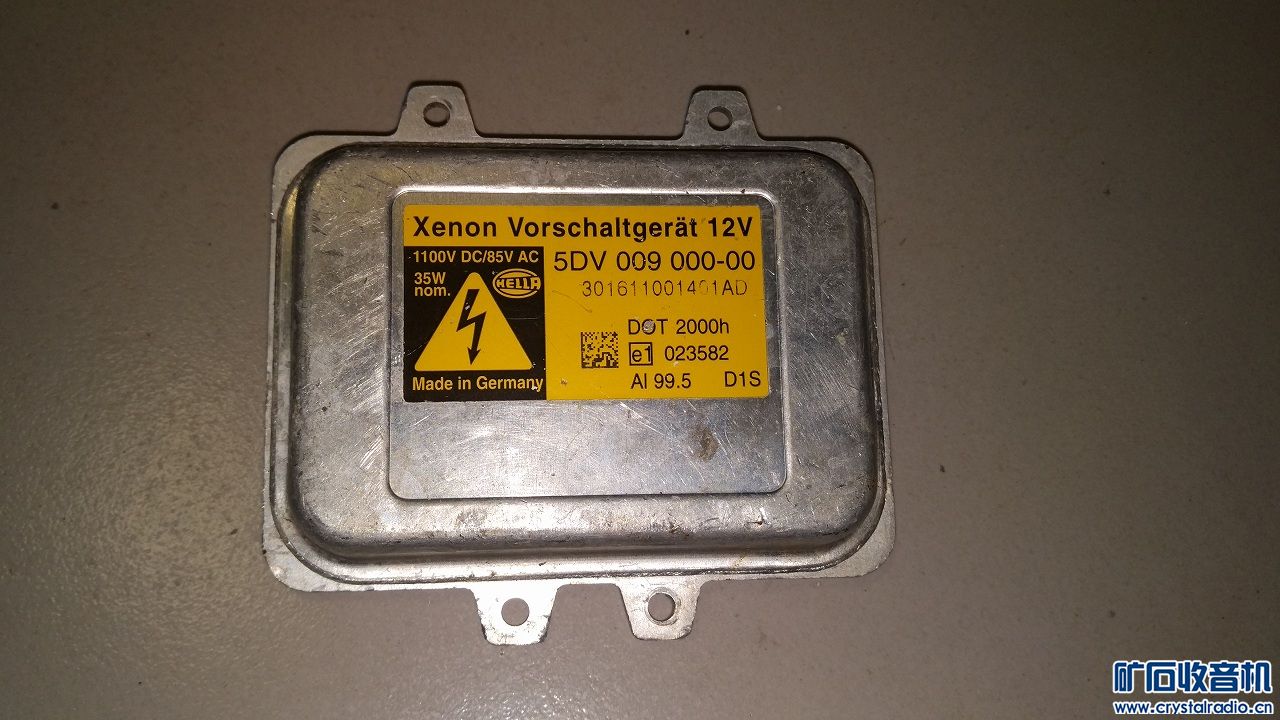 Xenon Vorschaltgerät 12V
1100V DC/85V AC
35W
nom.
HELLA
Made in Germany
5DV 009 000-00
301611001401AD
DOT 2000h
e1 023582
Al 99.5 D1S
矿石收音机
www.crystalradio.cn